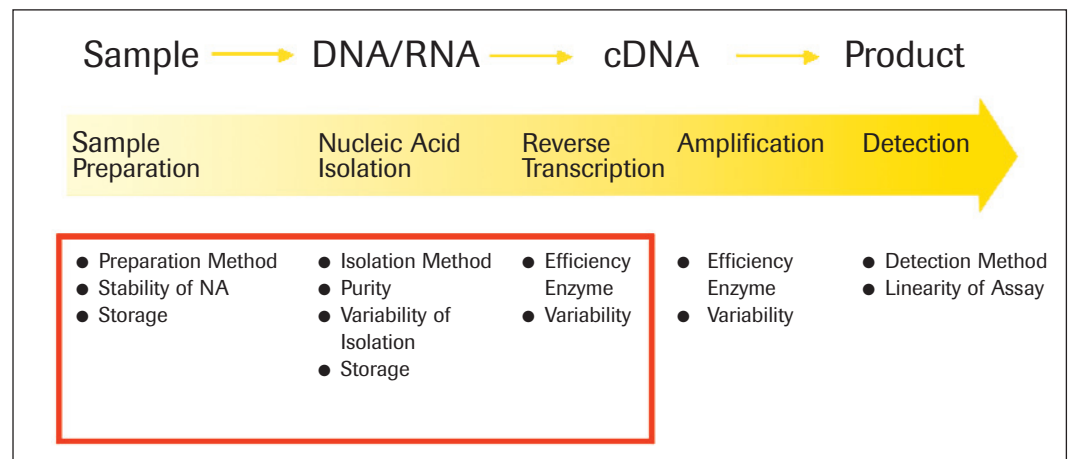 Sample DNA/RNA cDNA Product
Sample Preparation
Nucleic Acid Isolation
Reverse Transcription
Amplification
Detection
● Preparation Method
● Stability of NA
● Storage
● Isolation Method
● Purity
● Variability of
Isolation
● Storage
● Efficiency
Enzyme
● Variability
● Efficiency
Enzyme
● Variability
● Detection Method
● Linearity of Assay